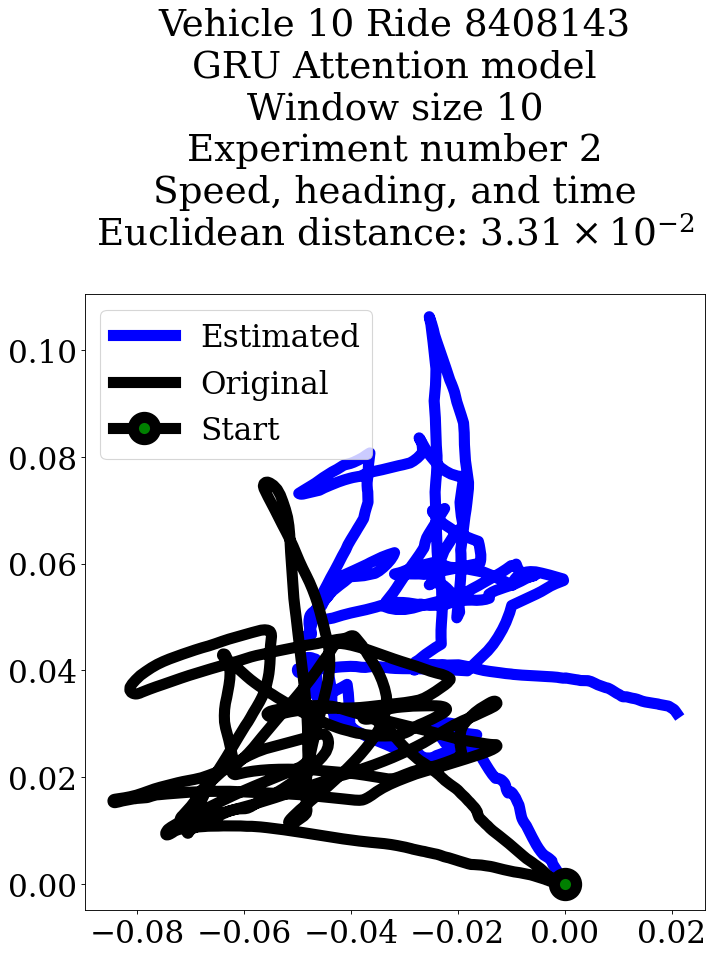 Vehicle 10 Ride 8408143
GRU Attention model
Window size 10
Experiment number 2
Speed, heading, and time
Euclidean distance: 3.31 × 10⁻²
Estimated
Original
Start
0.10
0.08
0.06
0.04
0.02
0.00
−0.08 −0.06 −0.04 −0.02 0.00 0.02